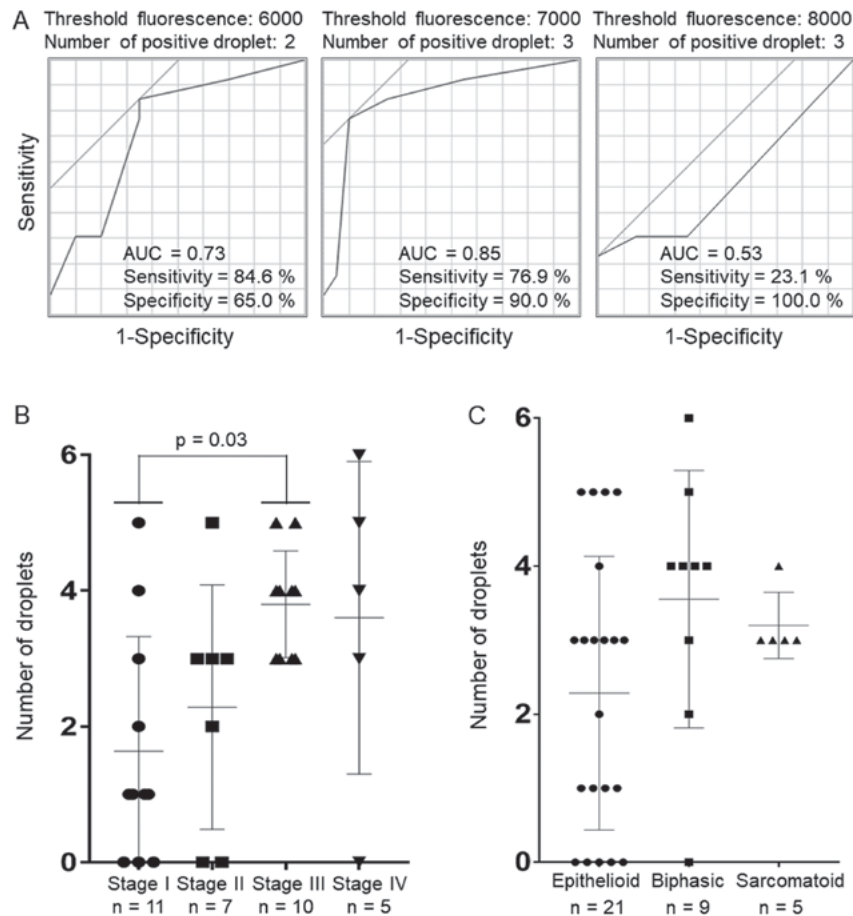 A
Threshold fluorescence: 6000
Number of positive droplet: 2
Threshold fluorescence: 7000
Number of positive droplet: 3
Threshold fluorescence: 8000
Number of positive droplet: 3
Sensitivity
AUC = 0.73
Sensitivity = 84.6 %
Specificity = 65.0 %
AUC = 0.85
Sensitivity = 76.9 %
Specificity = 90.0 %
AUC = 0.53
Sensitivity = 23.1 %
Specificity = 100.0 %
1-Specificity
1-Specificity
1-Specificity
B
p = 0.03
Number of droplets
6
4
2
0
Stage I
Stage II
Stage III
Stage IV
n = 11
n = 7
n = 10
n = 5
C
Number of droplets
6
4
2
0
Epithelioid
Biphasic
Sarcomatoid
n = 21
n = 9
n = 5